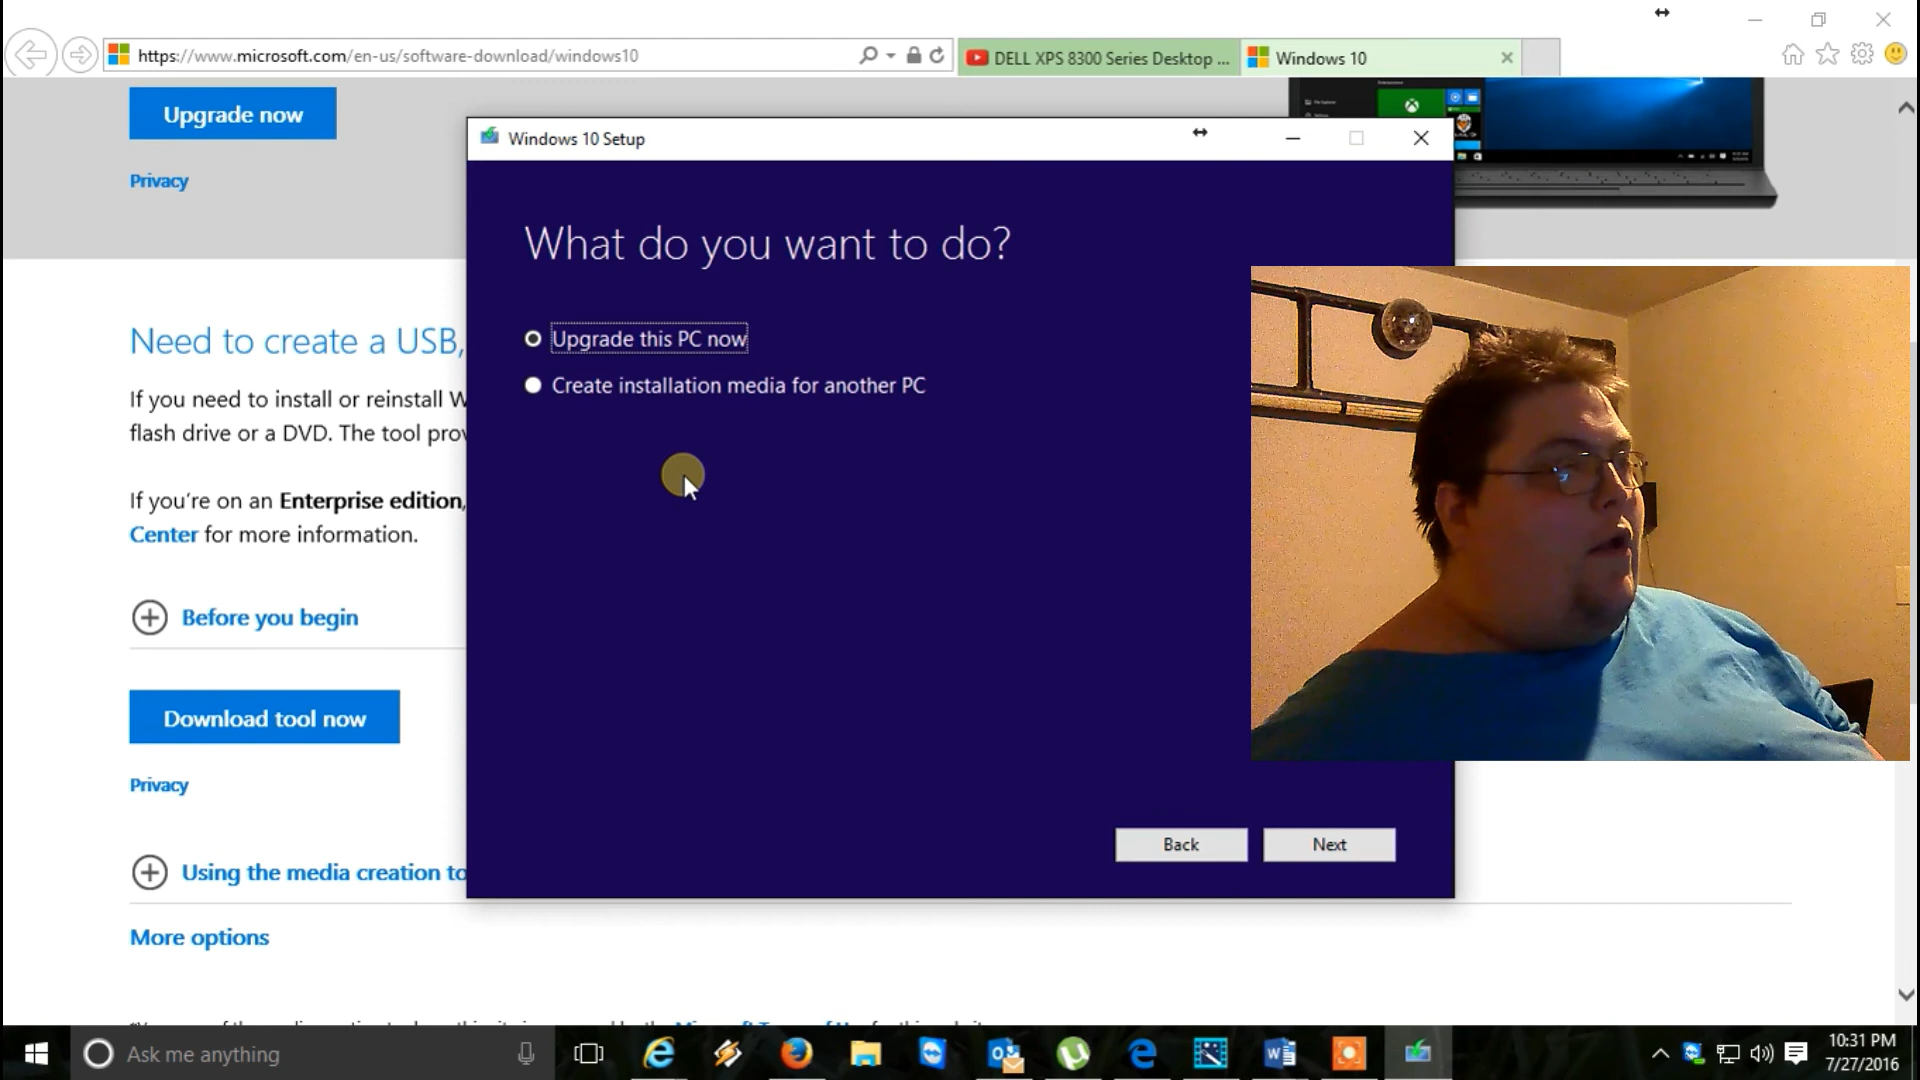 https://www.microsoft.com/en-us/software-download/windows10
DELL XPS 8300 Series Desktop ...
Windows 10
Upgrade now
Privacy
Windows 10 Setup
What do you want to do?
Upgrade this PC now
Create installation media for another PC
Back
Next
Need to create a USB,
If you need to install or reinstall W
flash drive or a DVD. The tool prov
If you're on an Enterprise edition,
Center for more information.
Before you begin
Download tool now
Privacy
Using the media creation to
More options
Ask me anything
10:31 PM
7/27/2016